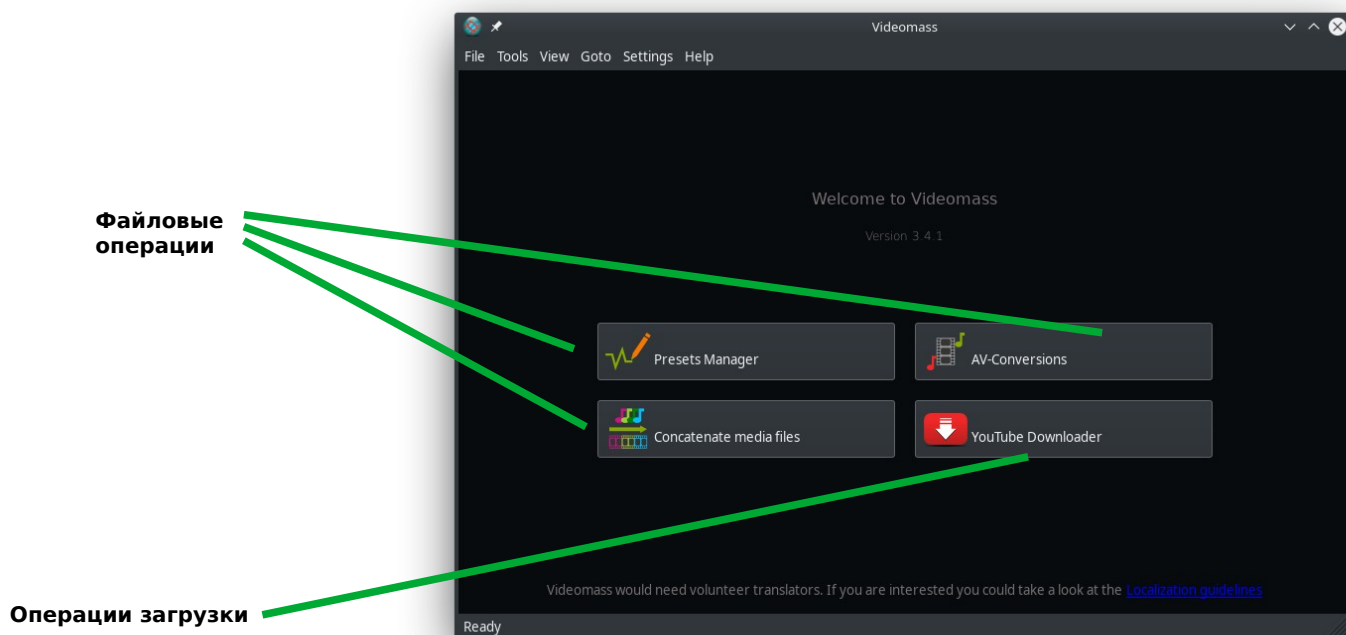 Videomass
File Tools View Goto Settings Help
Welcome to Videomass
Version 3.4.1
Файловые
операции
Presets Manager
AV-Conversions
Concatenate media files
YouTube Downloader
Videomass would need volunteer translators. If you are interested you could take a look at the Localization guidelines
Операции загрузки
Ready